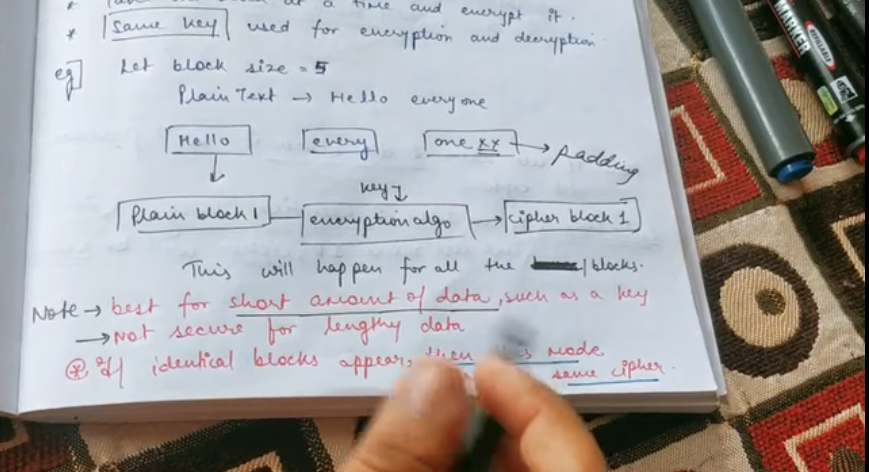 at a time and encrypt it.
* Same key used for encryption and decryption.
eg] Let block size = 5
Plain Text → Hello everyone
Hello every one xx → padding
key
Plain block 1 encryption algo → cipher block 1
This will happen for all the blocks.
Note → best for short amount of data, such as a key
→ Not secure for lengthy data
* If identical blocks appear, then this mode
same cipher.
MARKER